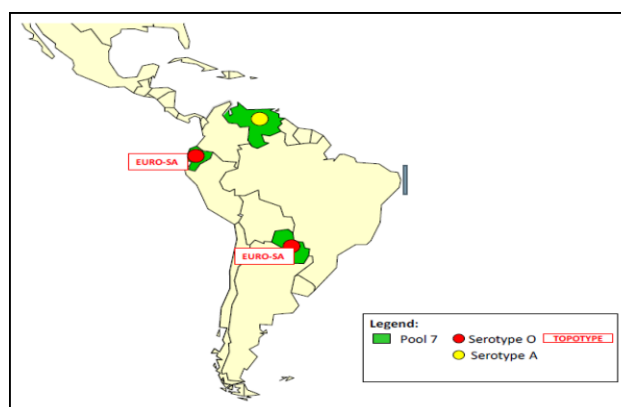 EURO-SA
EURO-SA
Legend:
Pool 7
Serotype O
TOPOTYPE
Serotype A